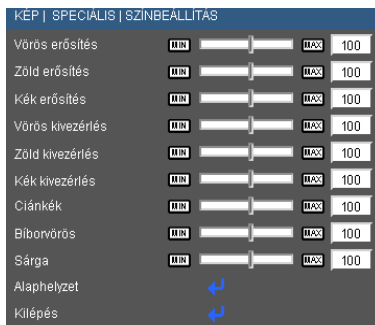 KÉP | SPECIÁLIS | SZÍNBEÁLLÍTÁS
Vörös erősítés MIN MAX 100
Zöld erősítés MIN MAX 100
Kék erősítés MIN MAX 100
Vörös kivezérlés MIN MAX 100
Zöld kivezérlés MIN MAX 100
Kék kivezérlés MIN MAX 100
Ciánkék MIN MAX 100
Bíborvörös MIN MAX 100
Sárga MIN MAX 100
Alaphelyzet
Kilépés